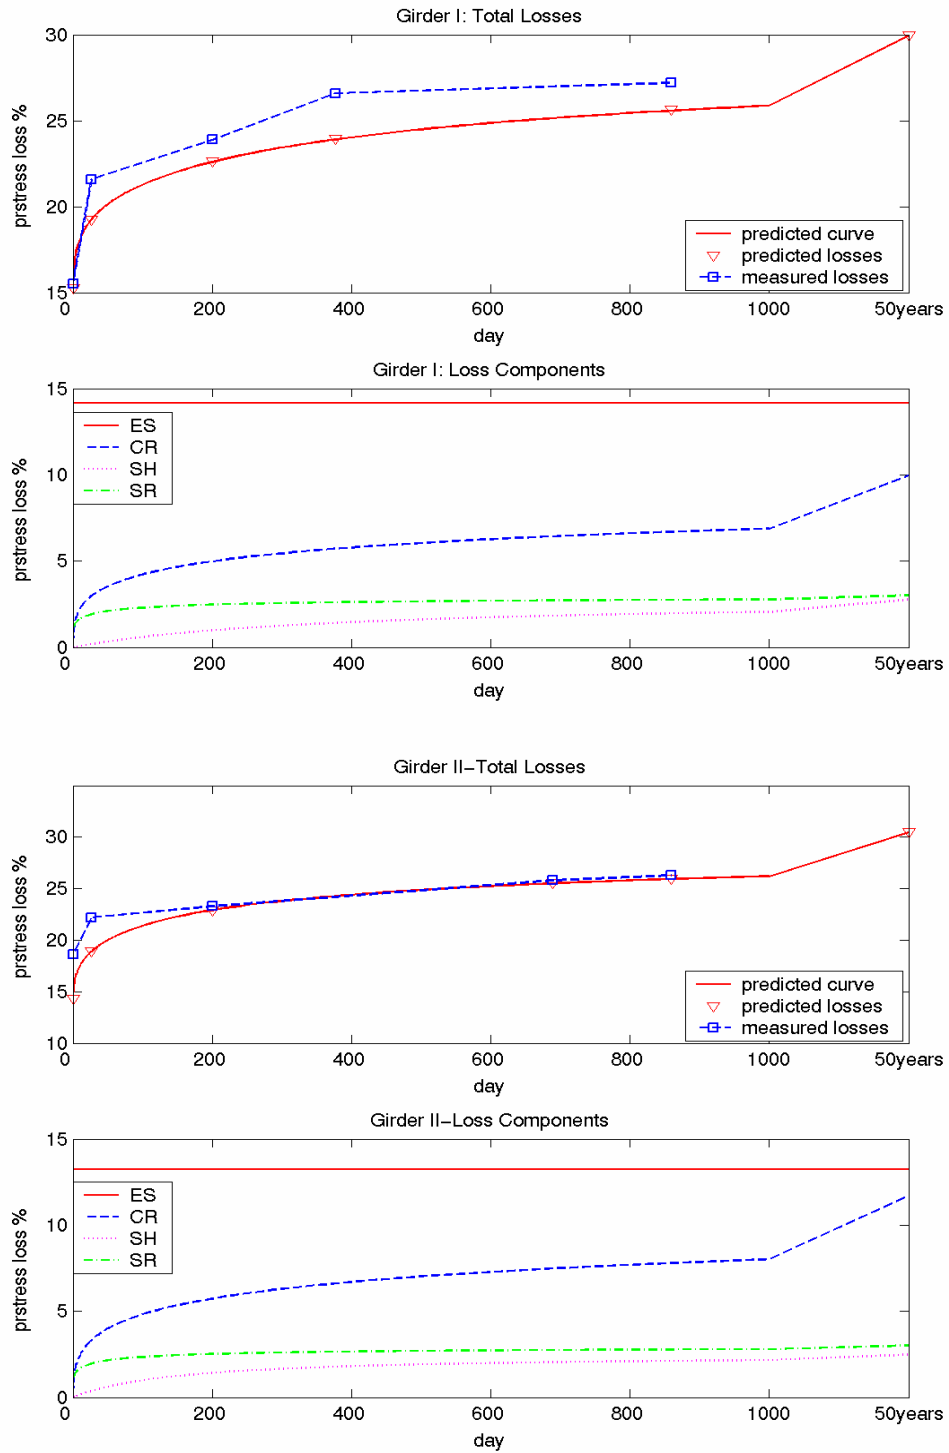 Girder I: Total Losses
30
25
20
15
prstress loss %
predicted curve
predicted losses
measured losses
0 200 400 600 800 1000 50years
day
Girder I: Loss Components
15
10
5
0
prstress loss %
ES
CR
SH
SR
0 200 400 600 800 1000 50years
day
Girder II-Total Losses
30
25
20
15
10
prstress loss %
predicted curve
predicted losses
measured losses
0 200 400 600 800 1000 50years
day
Girder II-Loss Components
15
10
5
0
prstress loss %
ES
CR
SH
SR
0 200 400 600 800 1000 50years
day